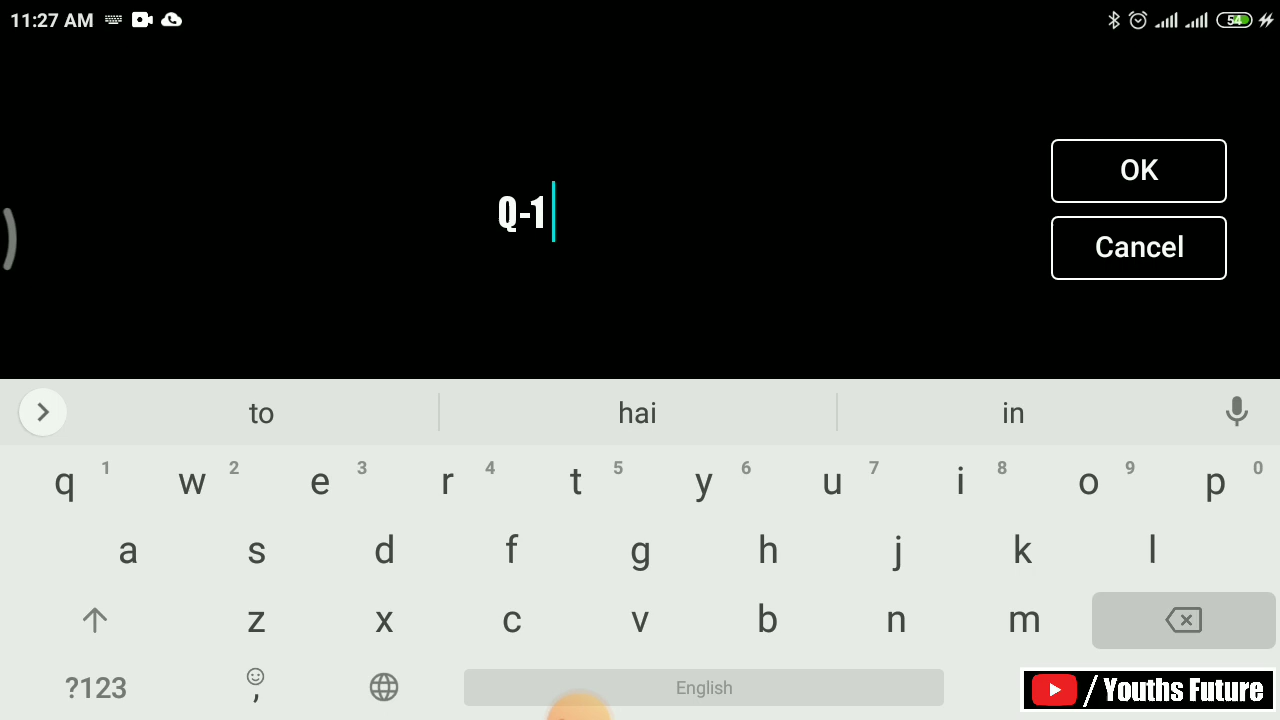 11:27 AM
54
Q-1
OK
Cancel
to hai in
q 1 w 2 e 3 r 4 t 5 y 6 u 7 i 8 o 9 p 0
a s d f g h j k l
z x c v b n m
?123 , English
/ Youths Future